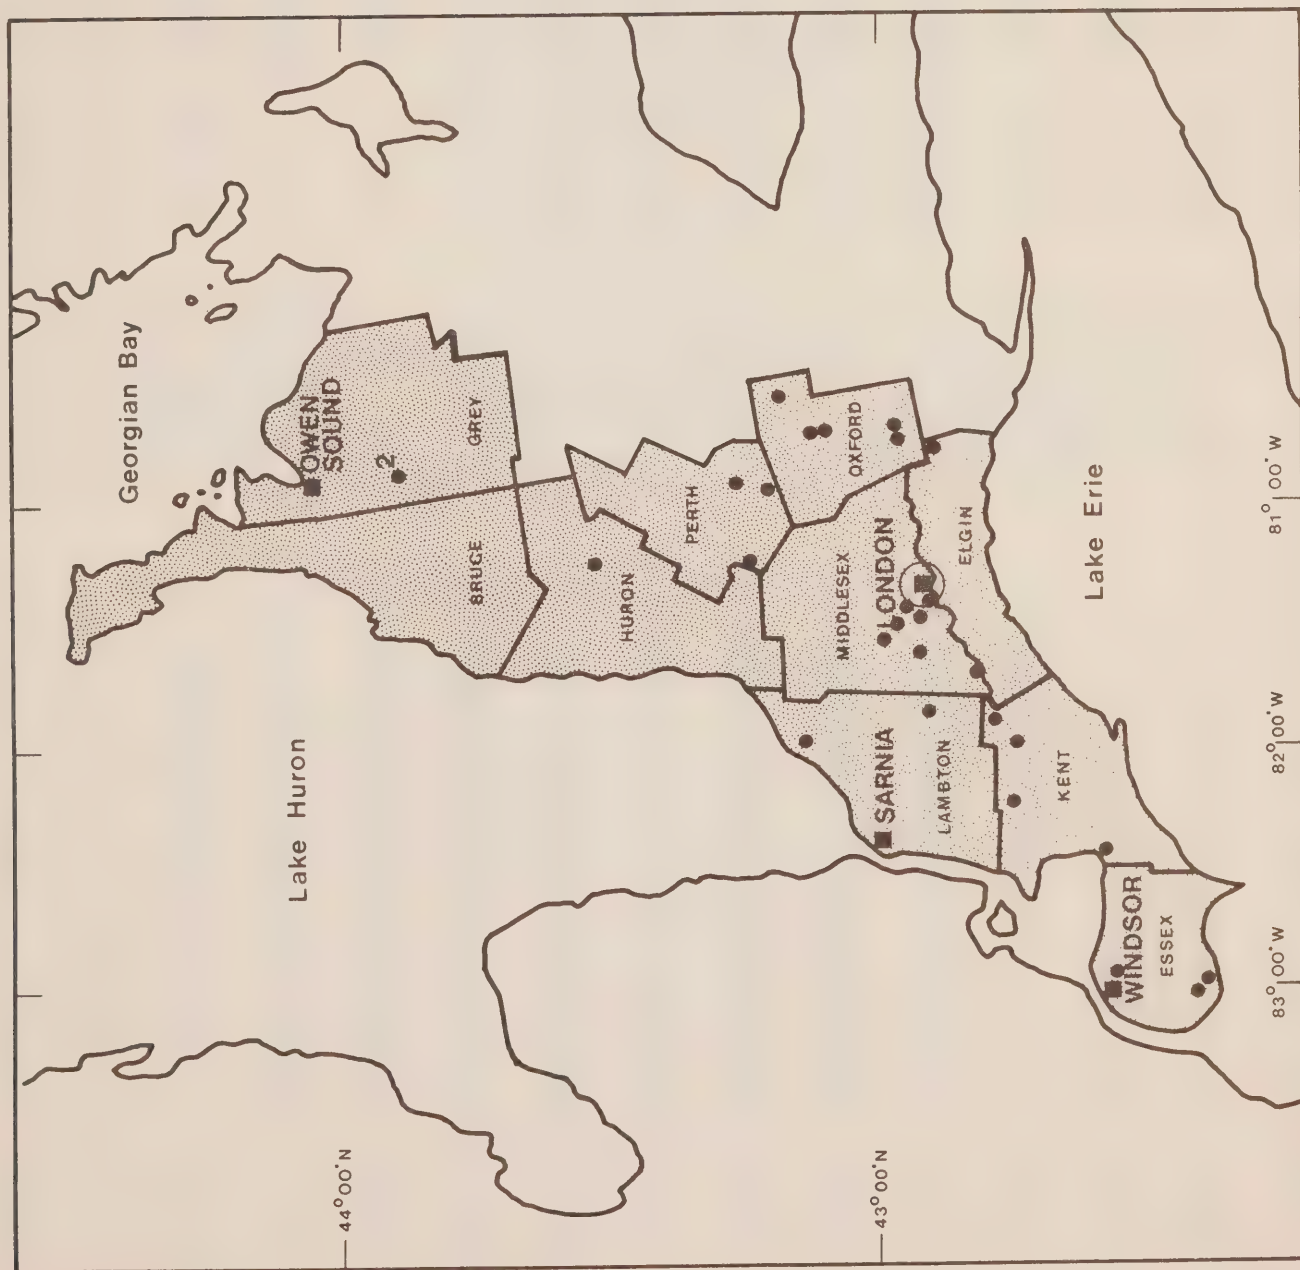 Georgian Bay
OWEN
SOUND
2
GREY
BRUCE
Lake Huron
HURON
PERTH
OXFORD
MIDDLESEX
LONDON
ELGIN
Lake Erie
SARNIA
LAMBTON
KENT
WINDSOR
ESSEX
44°00'N
43°00'N
81°00'W
82°00'W
83°00'W